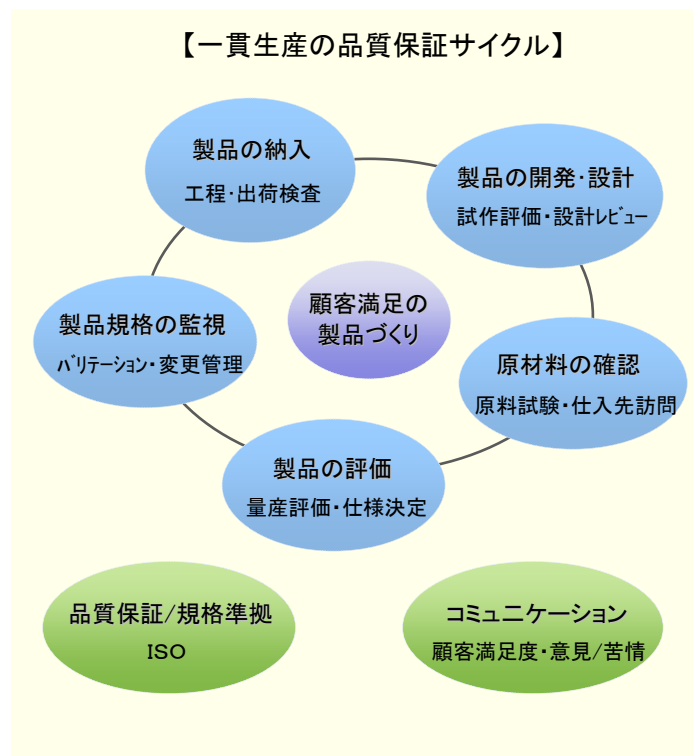 【一貫生産の品質保証サイクル】
製品の納入
工程・出荷検査
製品の開発・設計
試作評価・設計ﾚﾋﾞｭｰ
顧客満足の
製品づくり
製品規格の監視
ﾊﾞﾘﾃｰｼｮﾝ・変更管理
原材料の確認
原料試験・仕入先訪問
製品の評価
量産評価・仕様決定
品質保証/規格準拠
ISO
コミュニケーション
顧客満足度・意見/苦情